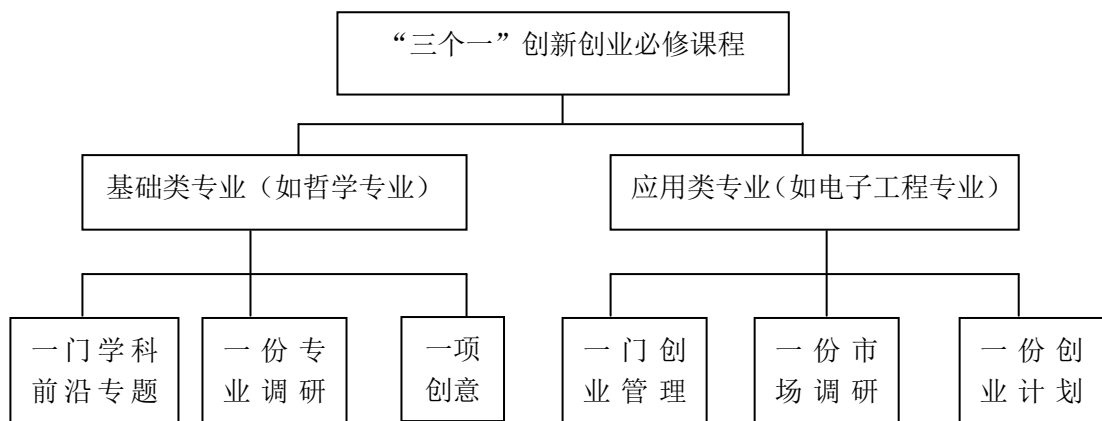 “三个一”创新创业必修课程
基础类专业（如哲学专业）
应用类专业（如电子工程专业）
一门学科
前沿专题
一份专
业调研
一项
创意
一门创
业管理
一份市
场调研
一份创
业计划